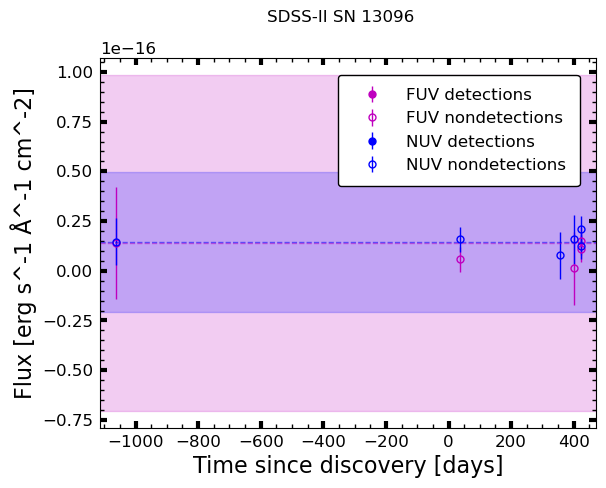 SDSS-II SN 13096
1e−16
1.00
0.75
0.50
0.25
0.00
−0.25
−0.50
−0.75
Flux [erg s^-1 Å^-1 cm^-2]
FUV detections
FUV nondetections
NUV detections
NUV nondetections
−1000 −800 −600 −400 −200 0 200 400
Time since discovery [days]